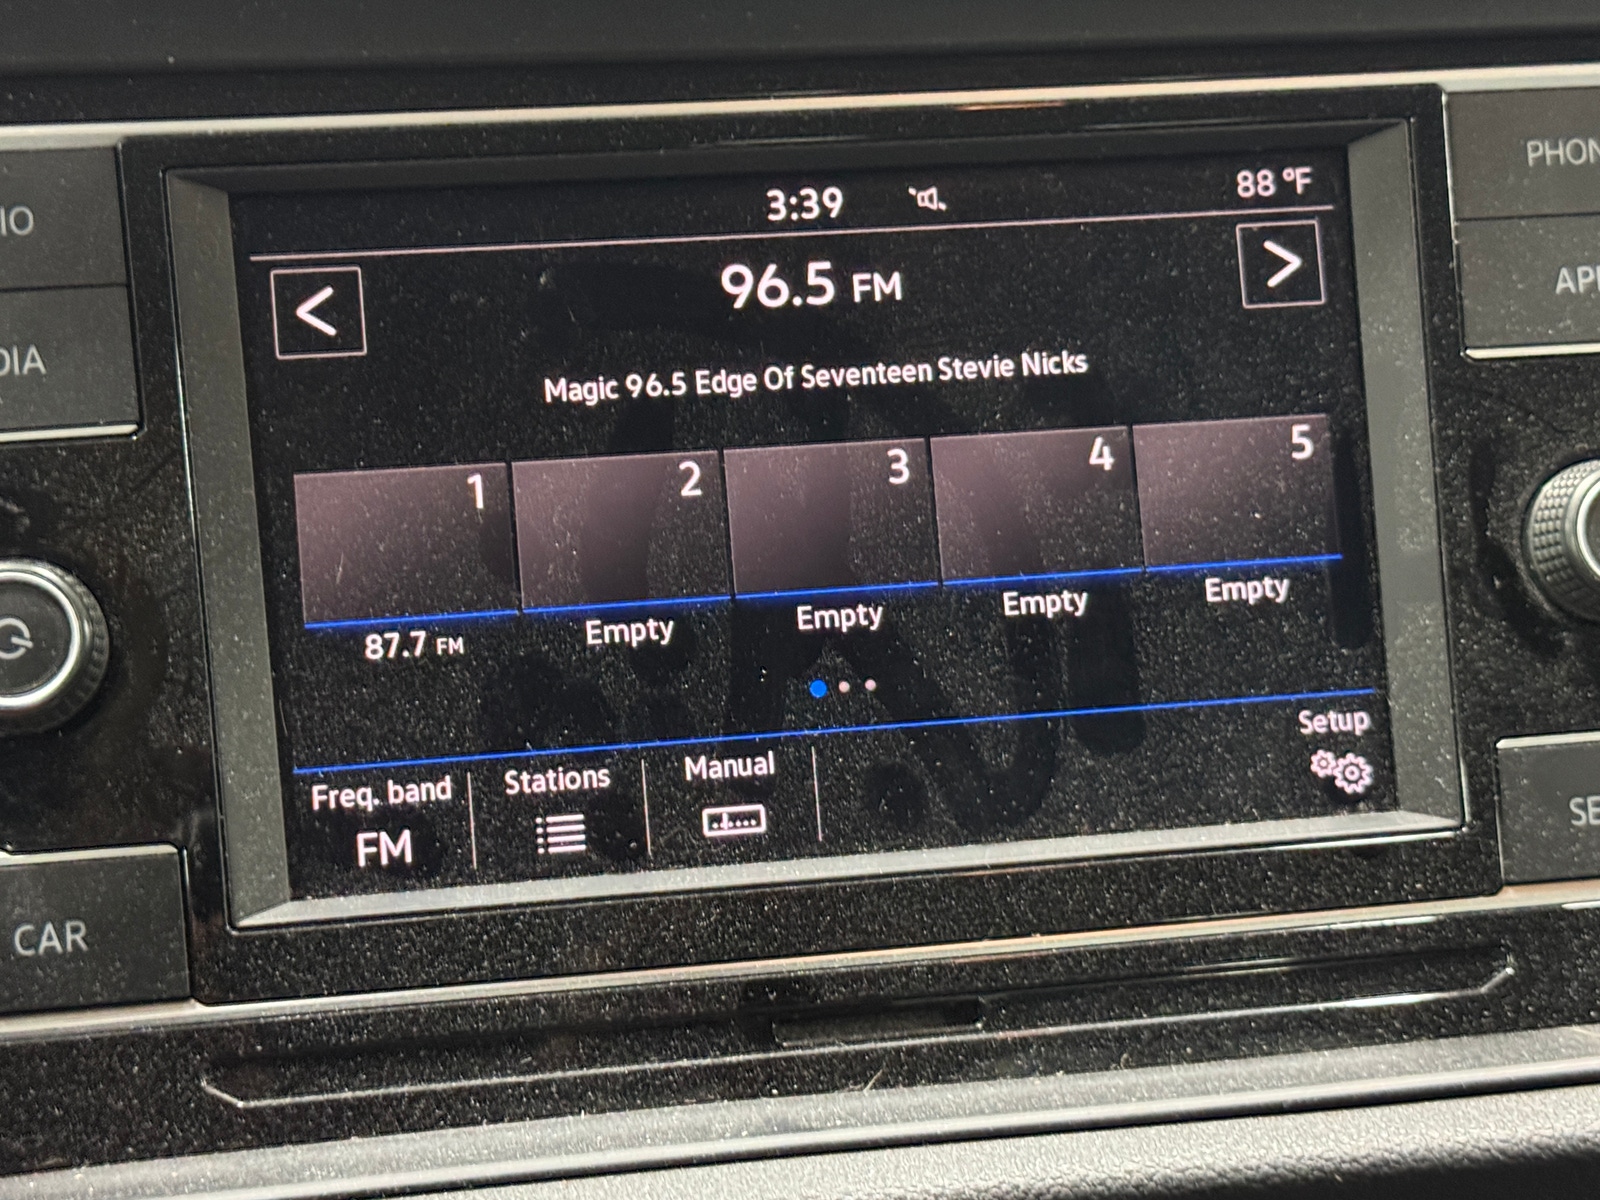 3:39
88 °F
<
96.5 FM
>
Magic 96.5 Edge Of Seventeen Stevie Nicks
1
2
3
4
5
87.7 FM
Empty
Empty
Empty
Empty
Freq. band
FM
Stations
Manual
Setup
IO
DIA
CAR
PHON
API
SE